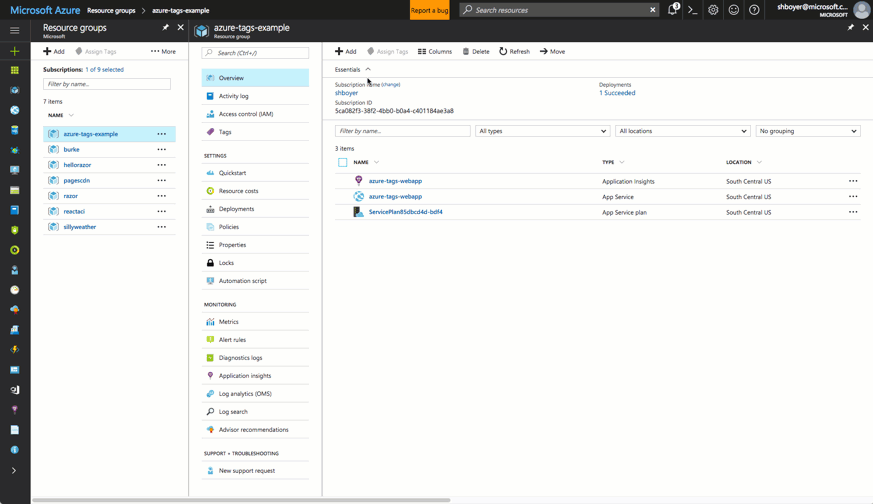 Microsoft Azure Resource groups > azure-tags-example
Report a bug
Search resources
3
shboyer@microsoft.c...
MICROSOFT
Resource groups
Microsoft
Add Assign Tags ••• More
Subscriptions: 1 of 9 selected
Filter by name...
7 items
NAME
azure-tags-example •••
burke •••
hellorazor •••
pagescdn •••
razor •••
reactaci •••
sillyweather •••
azure-tags-example
Resource group
Search (Ctrl+/)
Overview
Activity log
Access control (IAM)
Tags
SETTINGS
Quickstart
Resource costs
Deployments
Policies
Properties
Locks
Automation script
MONITORING
Metrics
Alert rules
Diagnostics logs
Application insights
Log analytics (OMS)
Log search
Advisor recommendations
SUPPORT + TROUBLESHOOTING
New support request
Add Assign Tags Columns Delete Refresh Move
Essentials
Subscription name (change)
shboyer
Deployments
1 Succeeded
Subscription ID
5ca082f3-38f2-4bb0-b0a4-c401184ae3a8
Filter by name... All types All locations No grouping
3 items
NAME TYPE LOCATION
azure-tags-webapp Application Insights South Central US •••
azure-tags-webapp App Service South Central US •••
ServicePlan85dbcd4d-bdf4 App Service plan South Central US •••